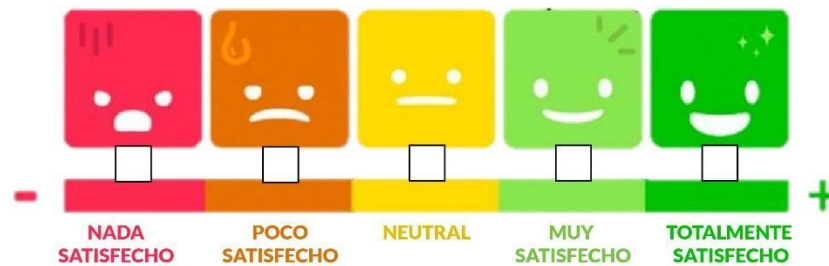 - +
NADA
SATISFECHO
POCO
SATISFECHO
NEUTRAL
MUY
SATISFECHO
TOTALMENTE
SATISFECHO